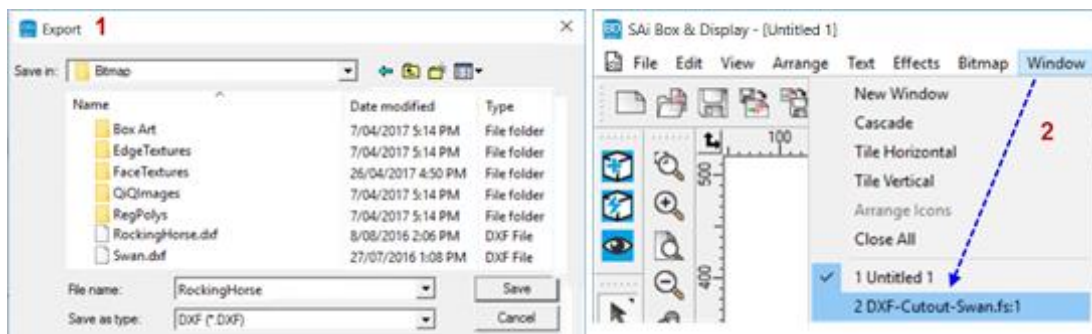 Export 1
Save in: Bitmap
Name Date modified Type
Box Art 7/04/2017 5:14 PM File folder
EdgeTextures 7/04/2017 5:14 PM File folder
FaceTextures 26/04/2017 4:50 PM File folder
QiQImages 7/04/2017 5:14 PM File folder
RegPolys 7/04/2017 5:14 PM File folder
RockingHorse.dxf 8/08/2016 2:06 PM DXF File
Swan.dxf 27/07/2016 1:08 PM DXF File
File name: RockingHorse Save
Save as type: DXF (*.DXF) Cancel
SAi Box & Display - [Untitled 1]
File Edit View Arrange Text Effects Bitmap Window
New Window
Cascade
2
Tile Horizontal
Tile Vertical
Arrange Icons
Close All
1 Untitled 1
2 DXF-Cutout-Swan.fs:1
100
500
400